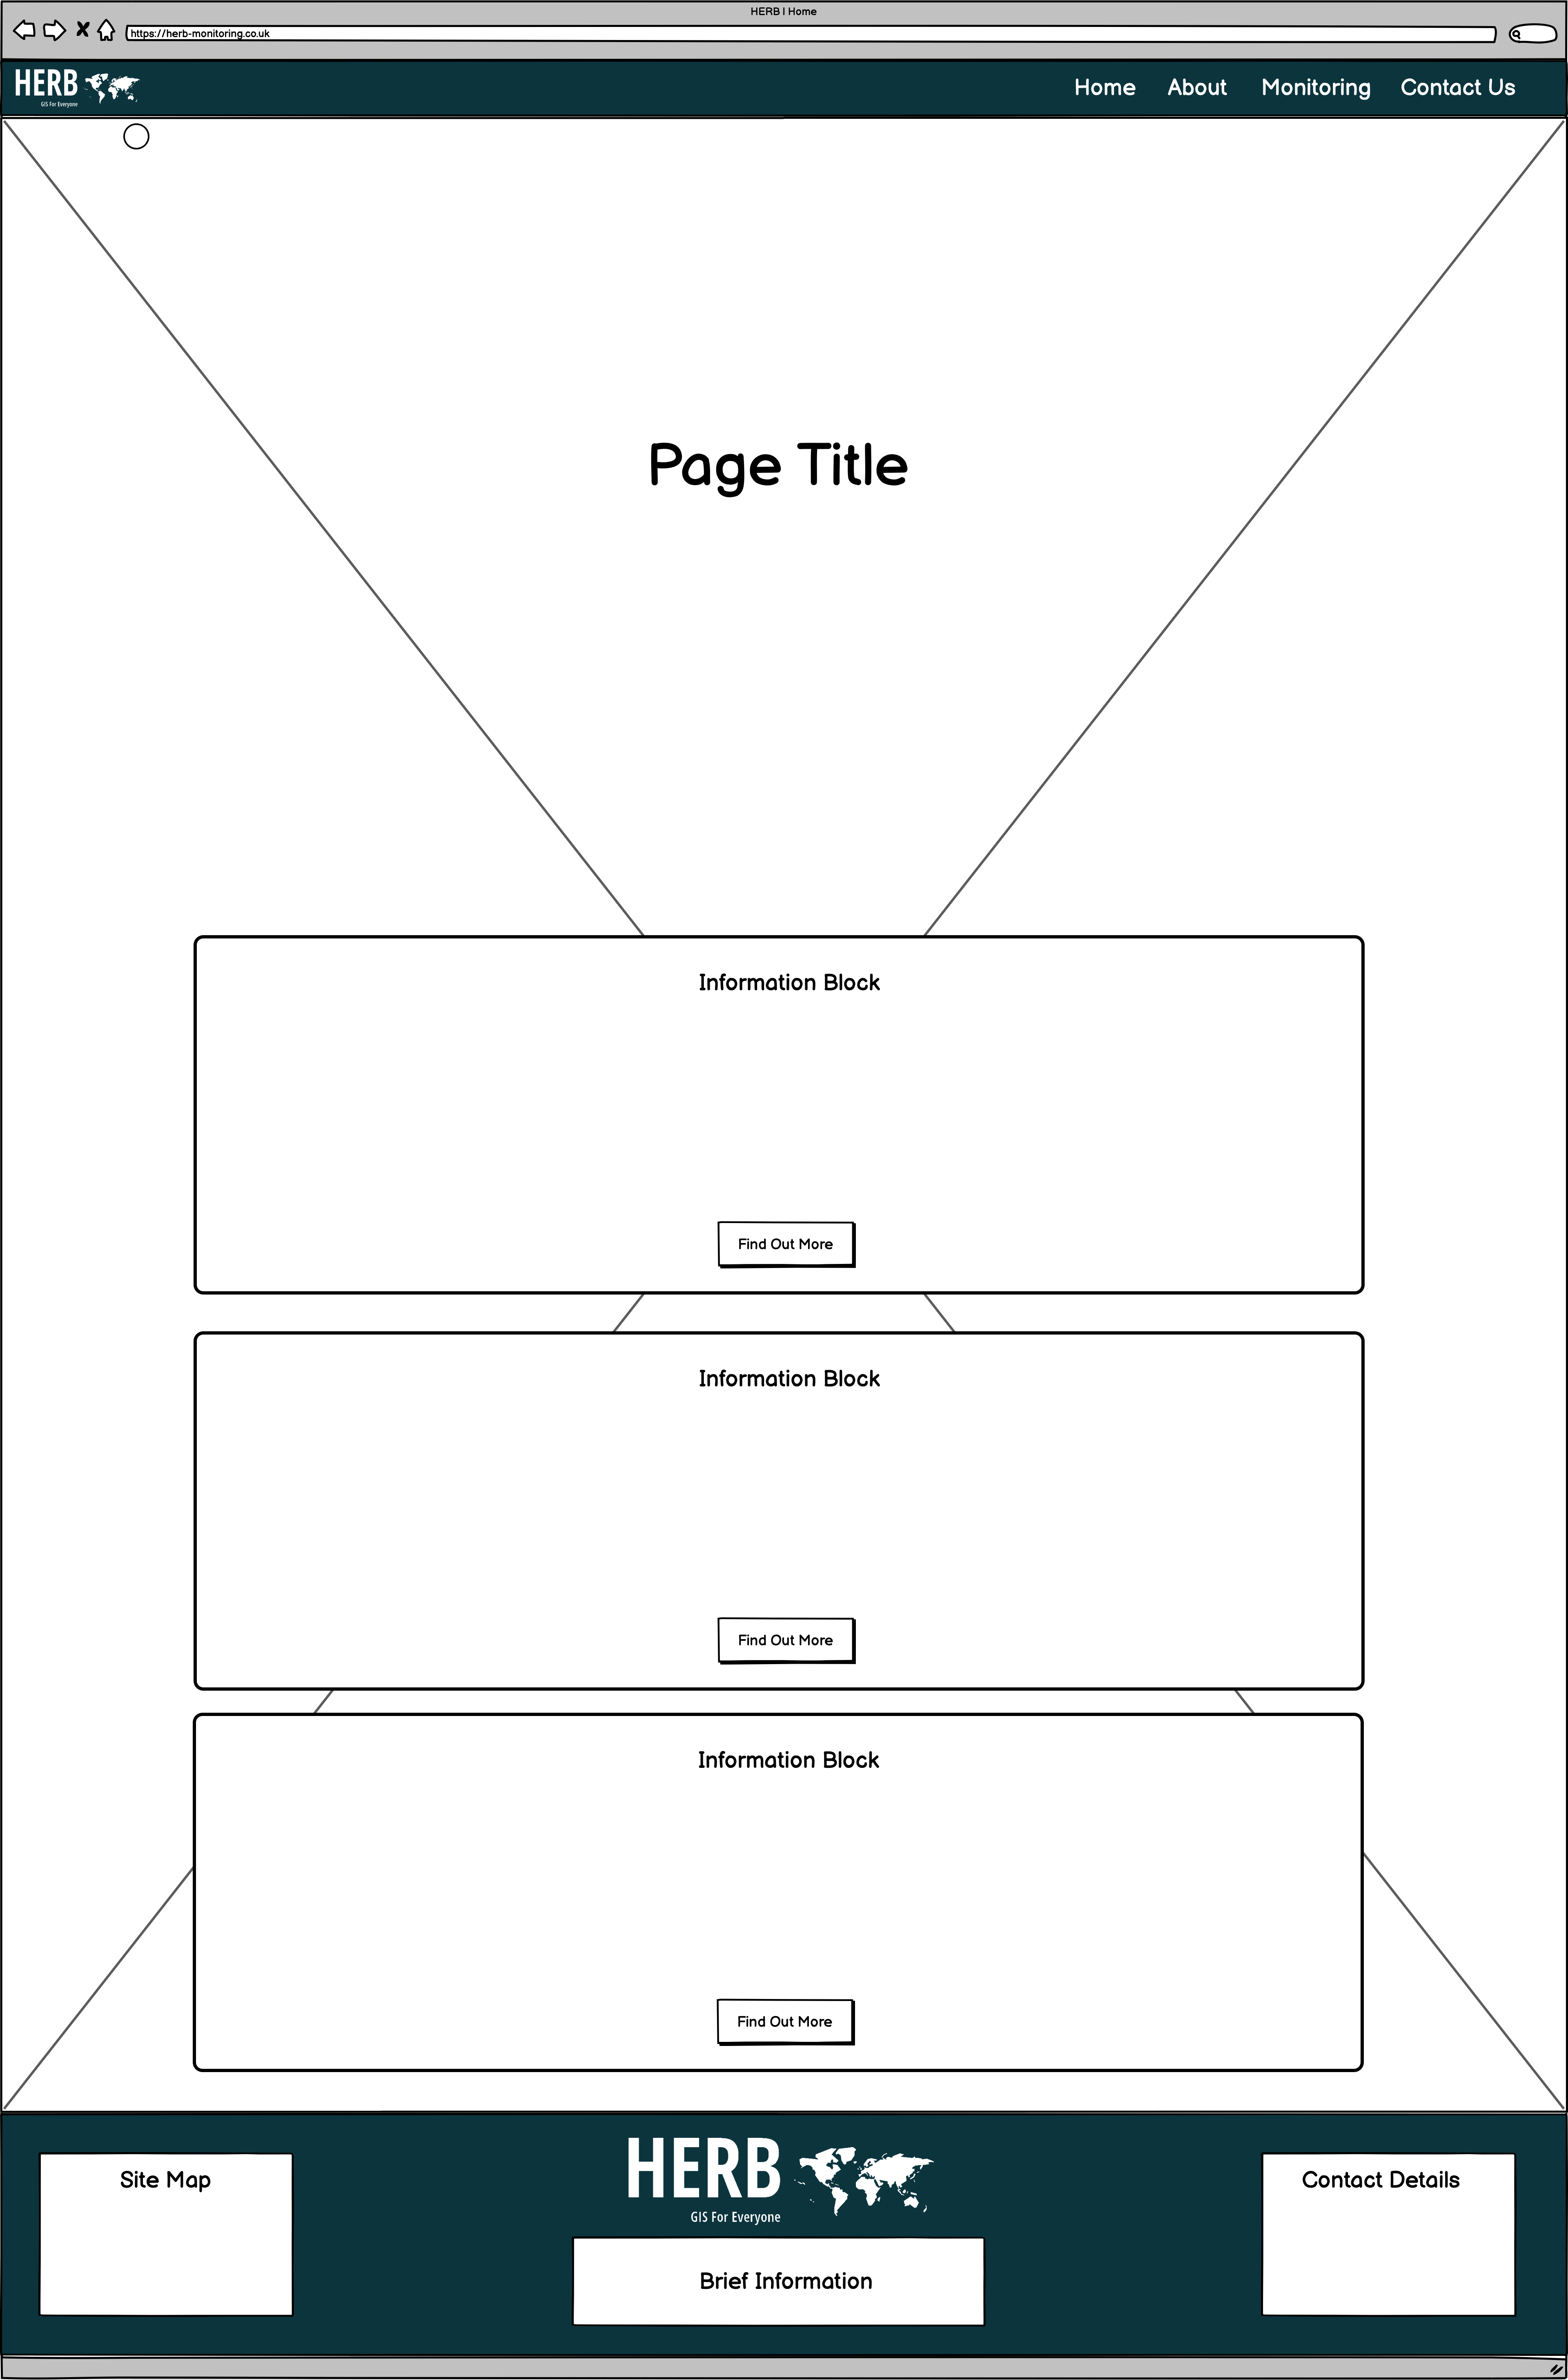 HERB | Home
https://herb-monitoring.co.uk
HERB
GIS For Everyone
Home About Monitoring Contact Us
Page Title
Information Block
Find Out More
Information Block
Find Out More
Information Block
Find Out More
Site Map
HERB
GIS For Everyone
Brief Information
Contact Details